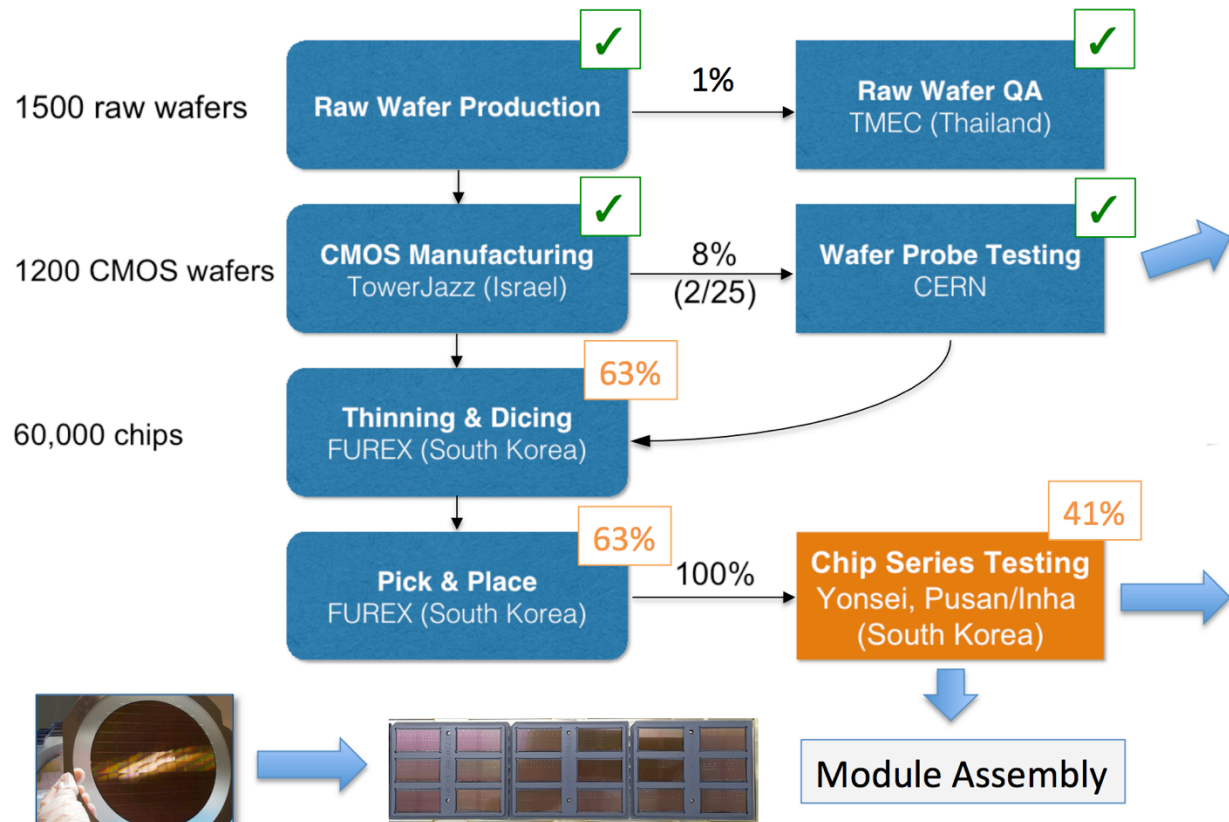 ✓
✓
1500 raw wafers
Raw Wafer Production
1%
Raw Wafer QA
TMEC (Thailand)
✓
✓
1200 CMOS wafers
CMOS Manufacturing
TowerJazz (Israel)
8%
(2/25)
Wafer Probe Testing
CERN
63%
60,000 chips
Thinning & Dicing
FUREX (South Korea)
63%
41%
Pick & Place
FUREX (South Korea)
100%
Chip Series Testing
Yonsei, Pusan/Inha
(South Korea)
Module Assembly